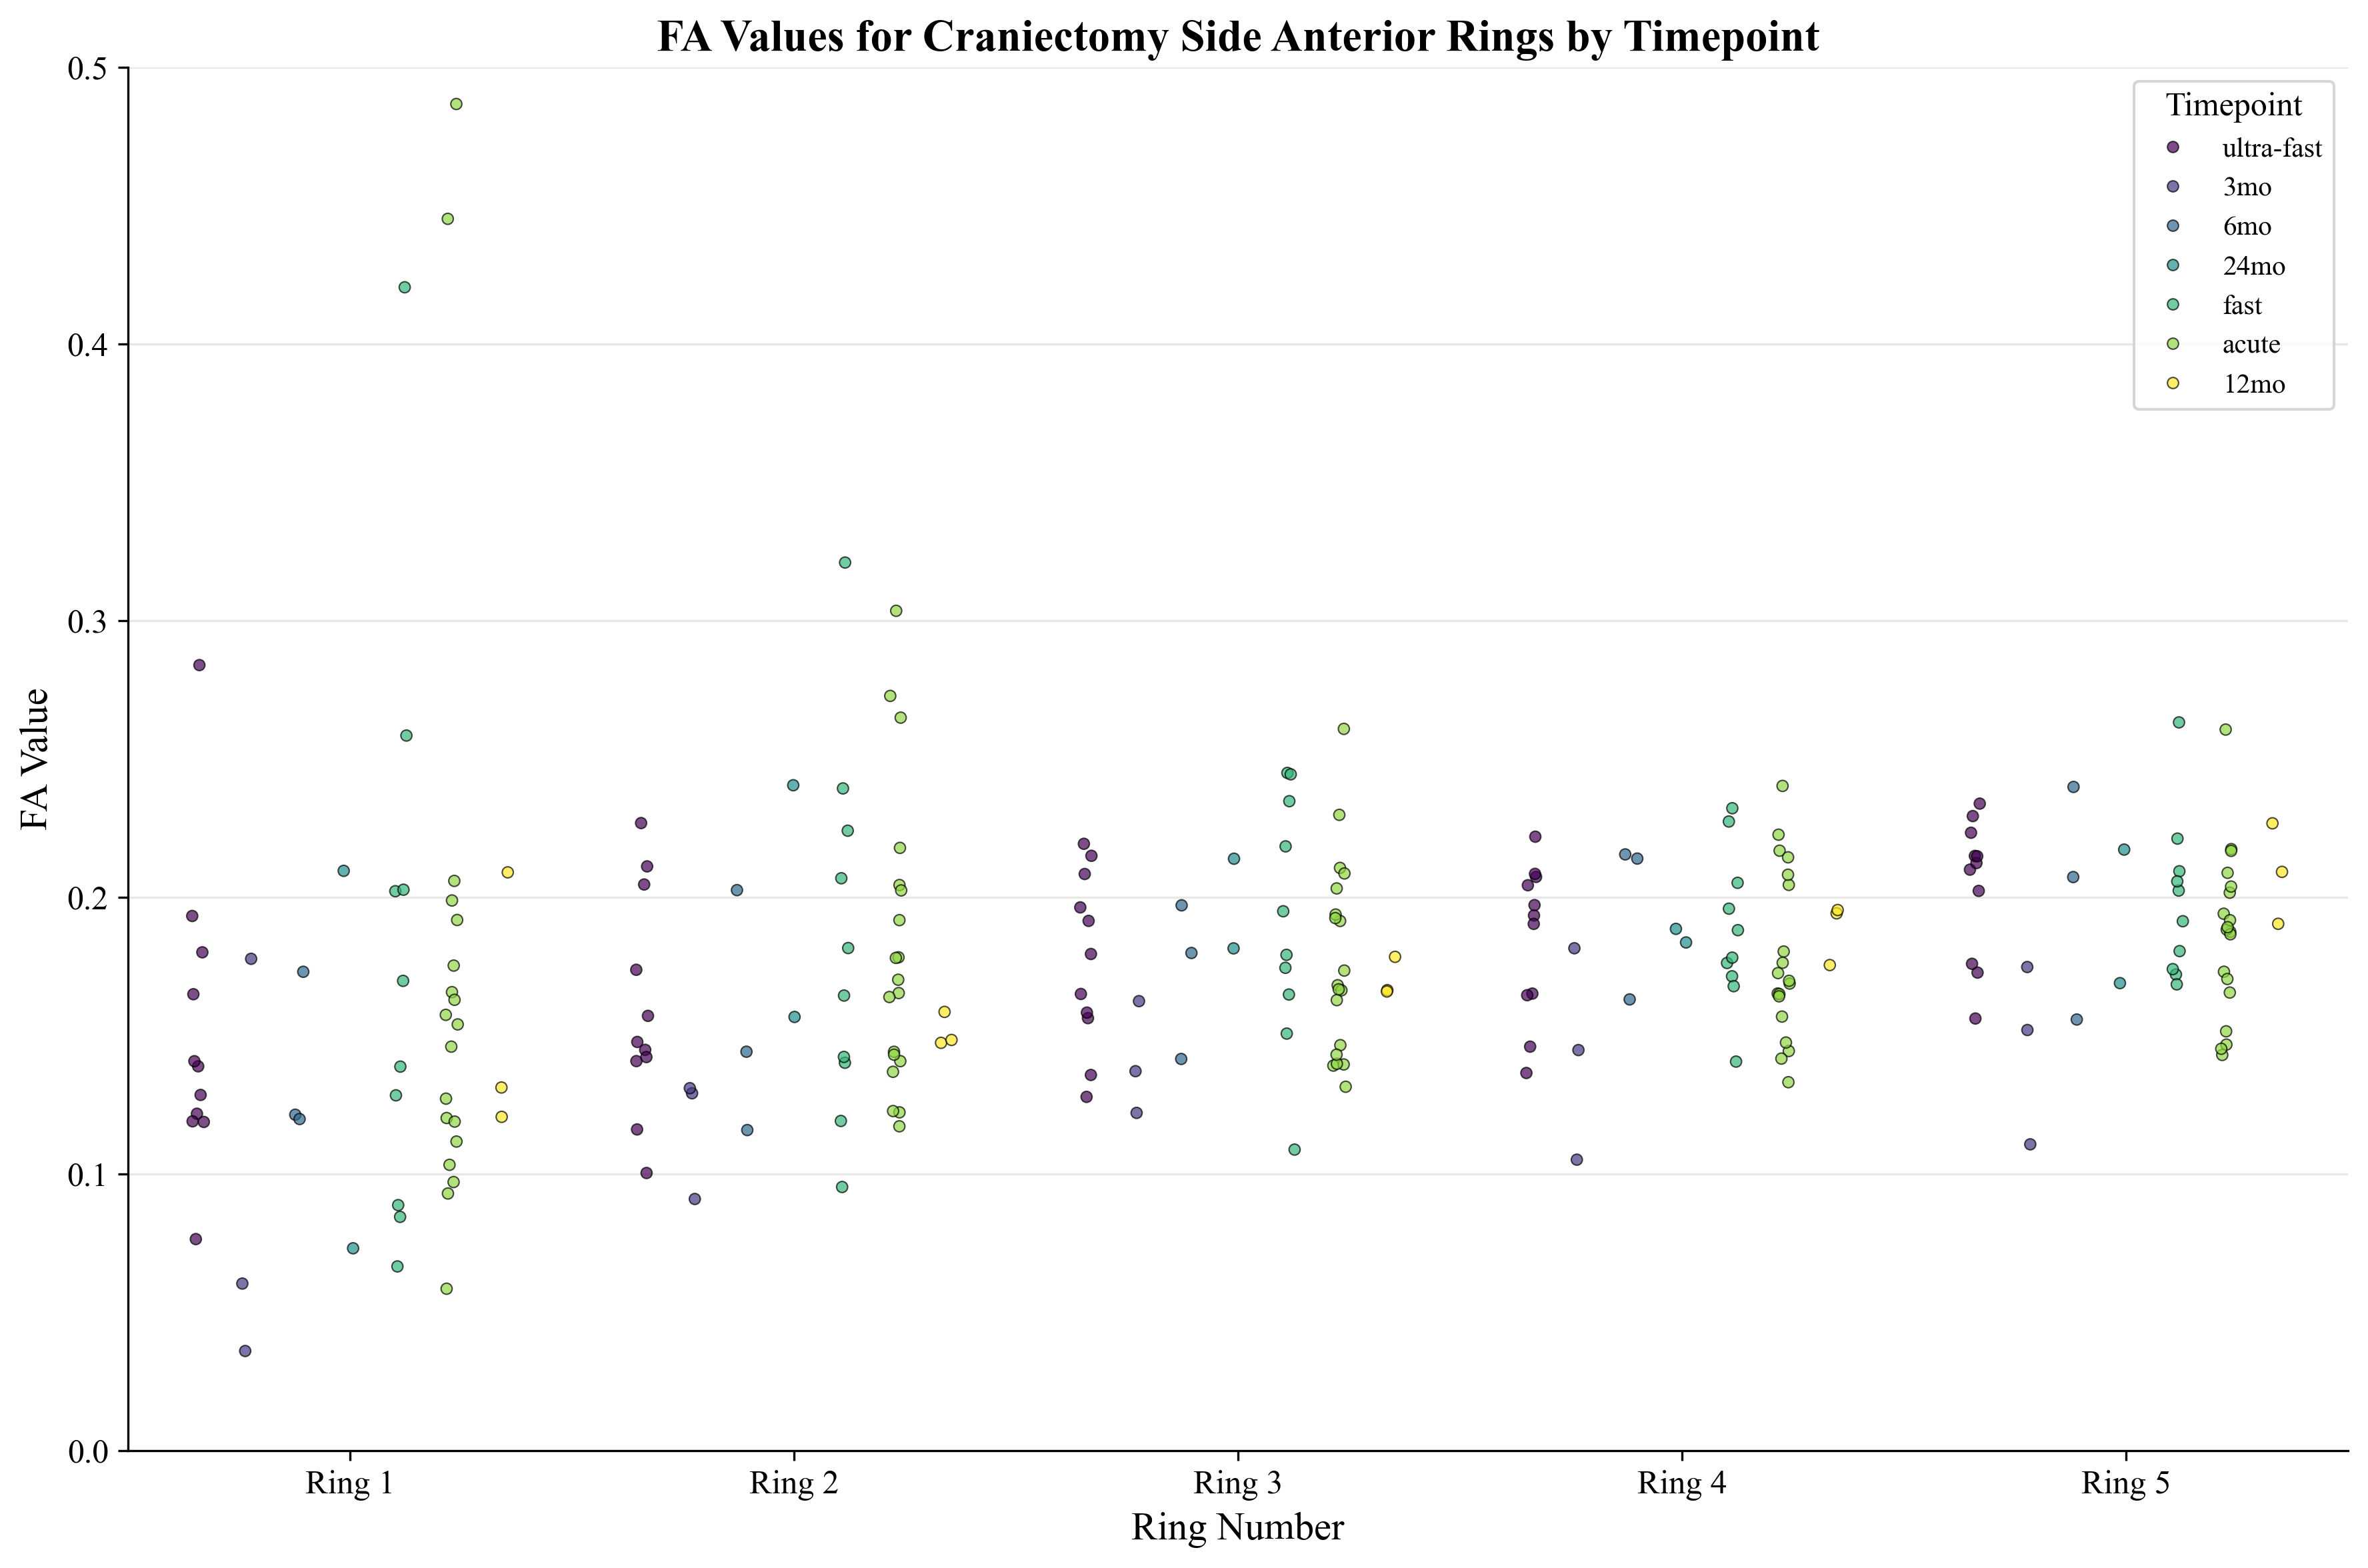 FA Values for Craniectomy Side Anterior Rings by Timepoint
0.5
0.4
0.3
0.2
0.1
0.0
FA Value
Timepoint
ultra-fast
3mo
6mo
24mo
fast
acute
12mo
Ring 1
Ring 2
Ring 3
Ring 4
Ring 5
Ring Number